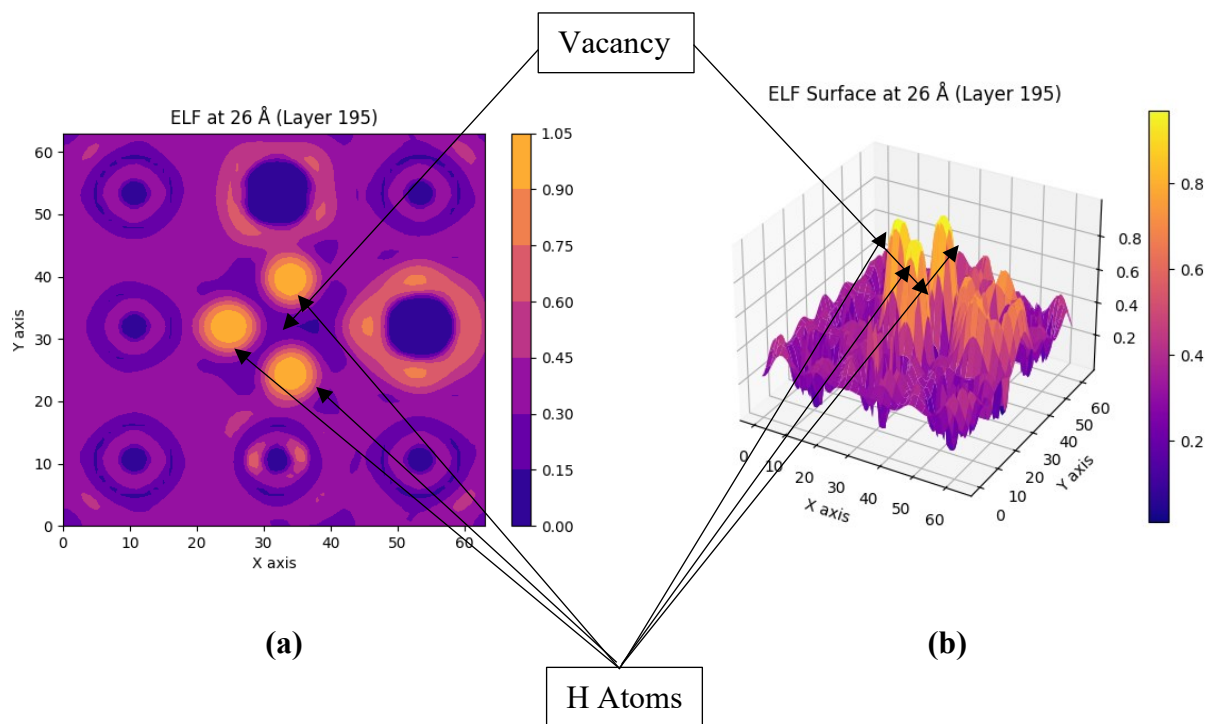 Vacancy
ELF at 26 Å (Layer 195)
60
50
40
30
20
10
0
Y axis
0 10 20 30 40 50 60
X axis
1.05
0.90
0.75
0.60
0.45
0.30
0.15
0.00
(a)
ELF Surface at 26 Å (Layer 195)
0.8
0.6
0.4
0.2
0 10 20 30 40 50 60
X axis
0 10 20 30 40 50 60
Y axis
0.8
0.6
0.4
0.2
(b)
H Atoms